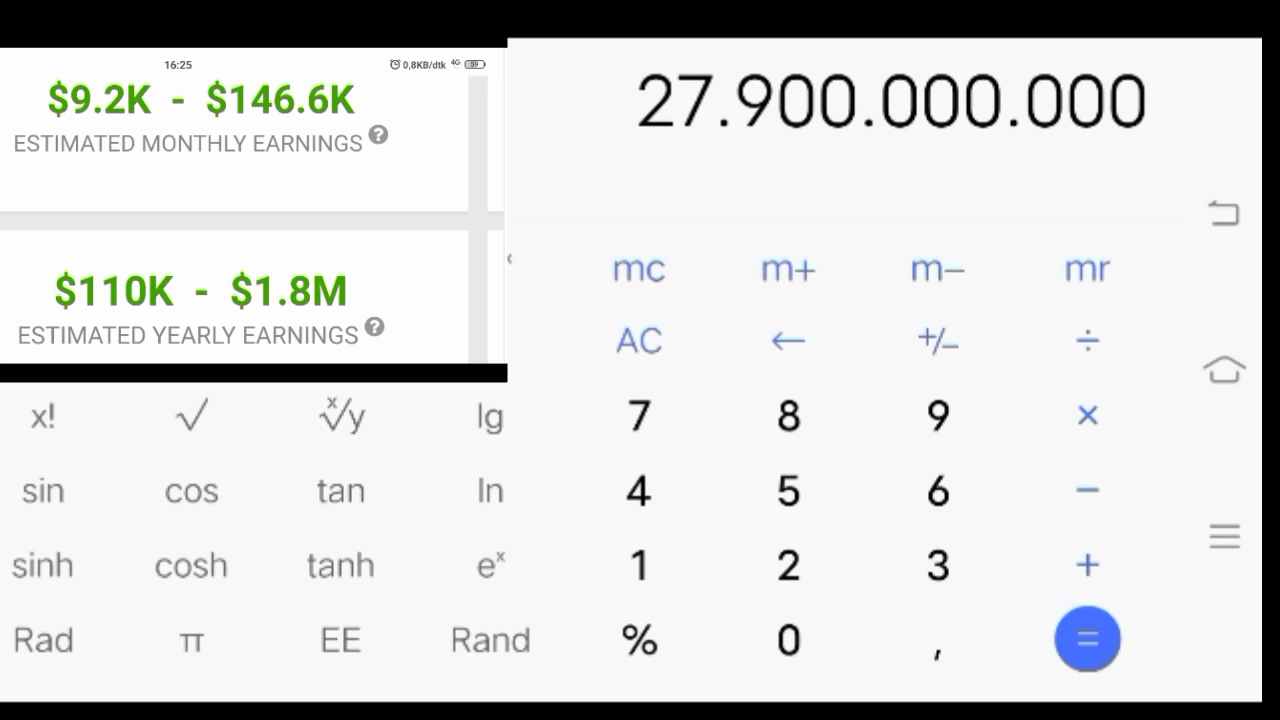 16:25
0,8KB/dtk 4G 59
$9.2K - $146.6K
ESTIMATED MONTHLY EARNINGS ?
$110K - $1.8M
ESTIMATED YEARLY EARNINGS ?
27.900.000.000
mc m+ m− mr
AC ← +/− ÷
x! √ ˣ√y lg 7 8 9 ×
sin cos tan ln 4 5 6 −
sinh cosh tanh eˣ 1 2 3 +
Rad π EE Rand % 0 , =